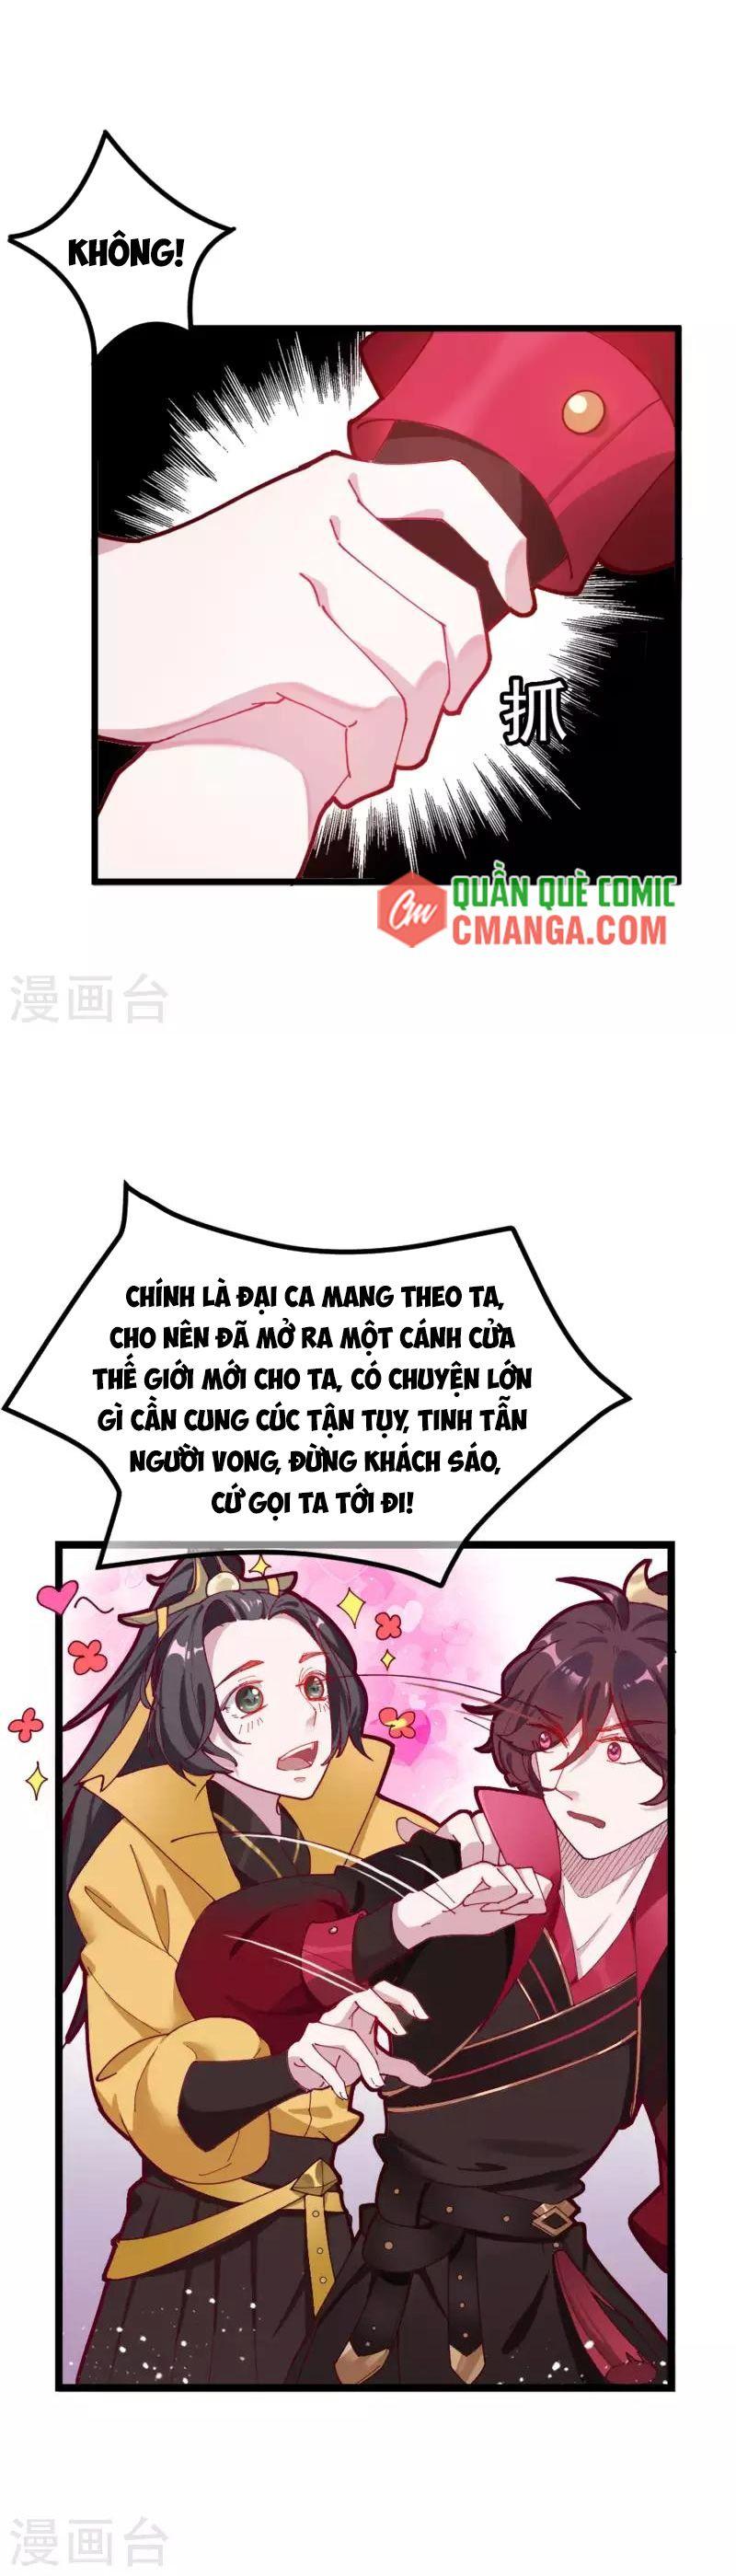 KHÔNG!
抓
QUẦN QUÈ COMIC
Cm
CMANGA.COM
漫画台
CHÍNH LÀ ĐẠI CA MANG THEO TA,
CHO NÊN ĐÃ MỞ RA MỘT CÁNH CỬA
THẾ GIỚI MỚI CHO TA, CÓ CHUYỆN LỚN
GÌ CẦN CUNG CÚC TẬN TỤY, TINH TẪN
NGƯỜI VONG, ĐỪNG KHÁCH SÁO,
CỨ GỌI TA TỚI ĐI!
漫画台